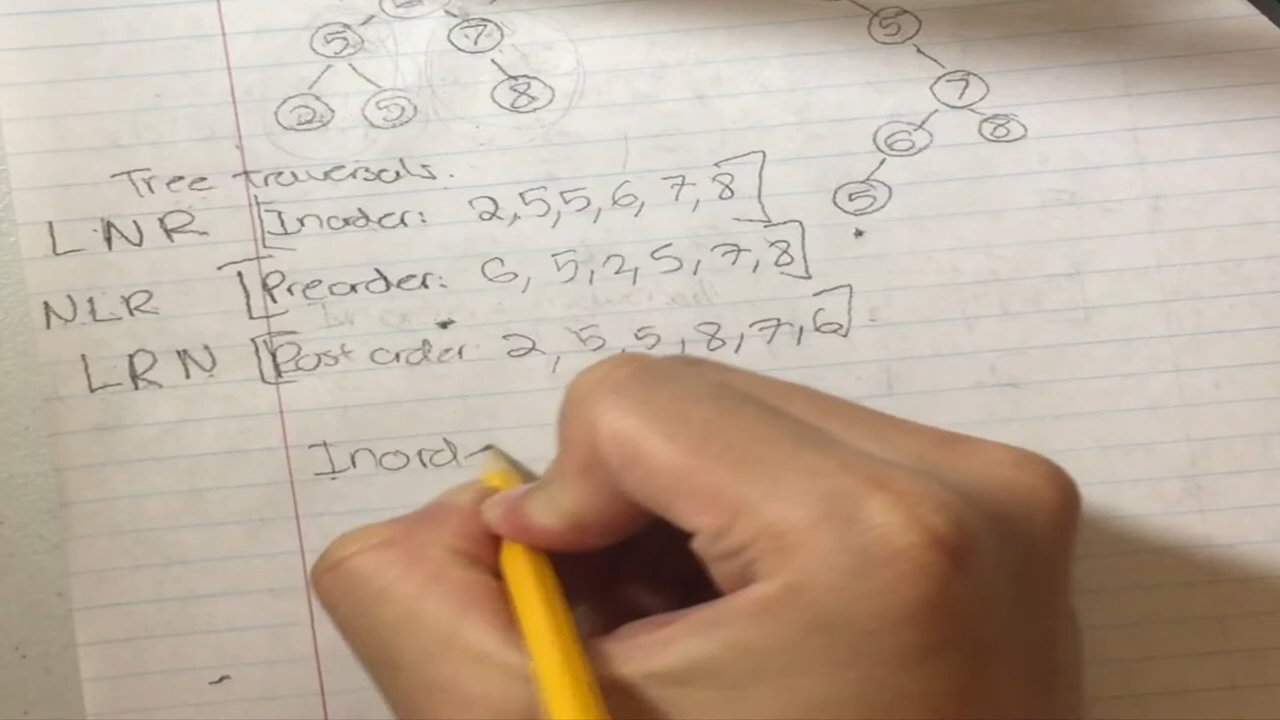 6
5
5 7
7
2 5 8
6 8
5
Tree traversals.
LNR [Inorder: 2,5,5,6,7,8]
NLR [Preorder: 6, 5,2,5,7,8]
LRN [Post order: 2,5,5,8,7,6]
Inord